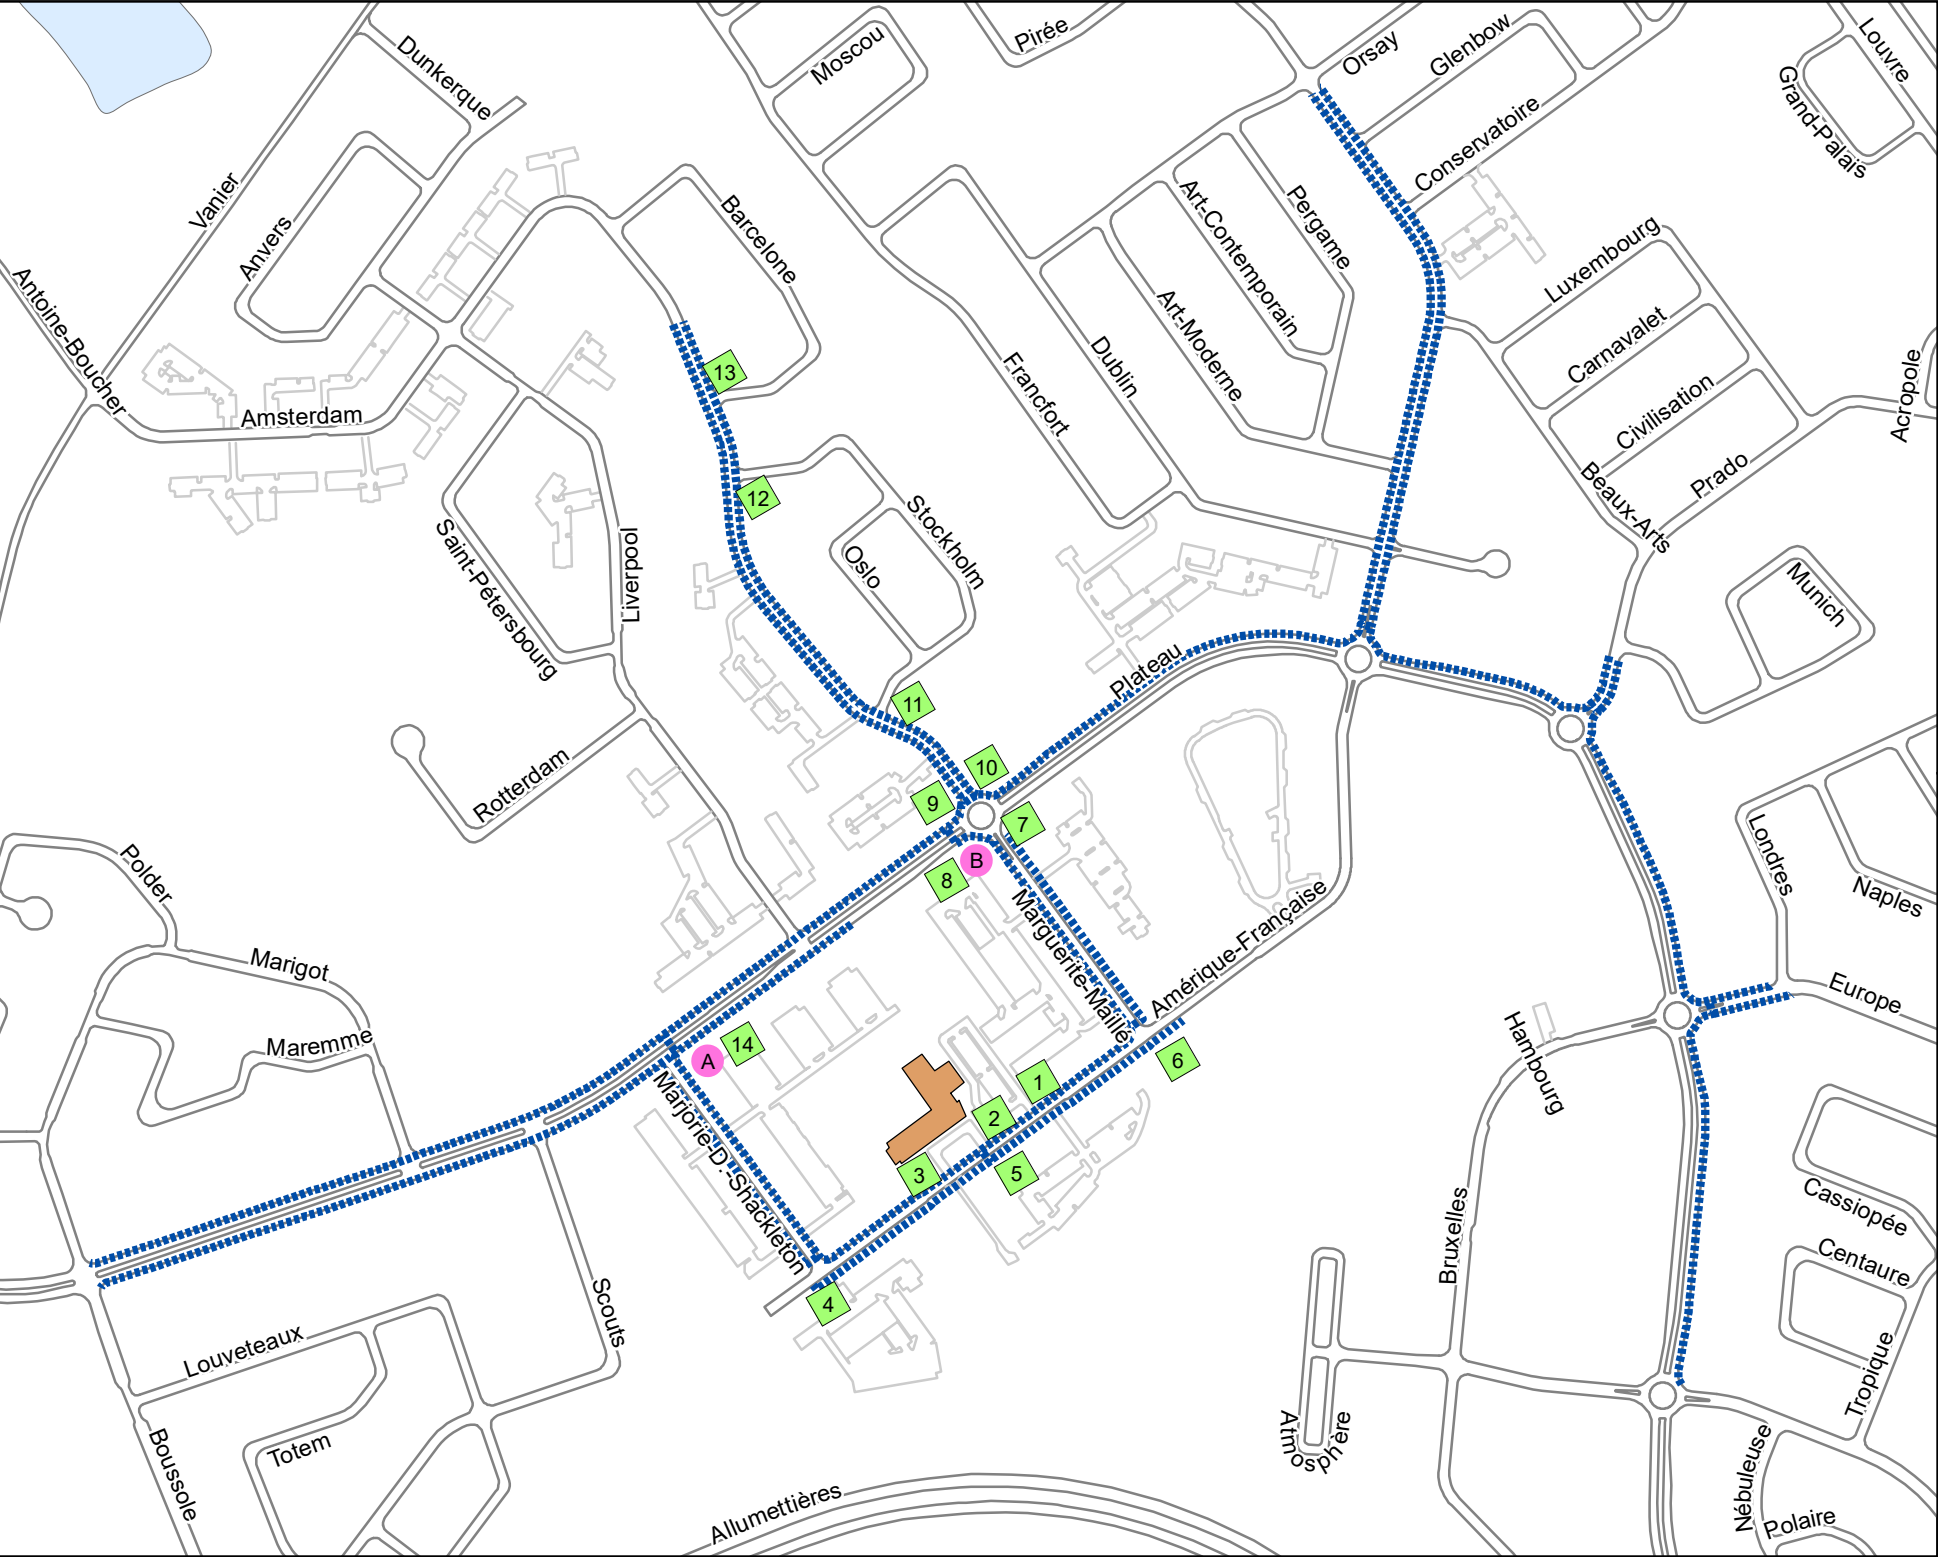 Dunkerque
Moscou
Pirée
Orsay
Glenbow
Louvre
Grand-Palais
Conservatoire
Vanier
Anvers
Barcelone
Art-Contemporain
Pergame
Luxembourg
Antoine-Boucher
Art-Moderne
Carnavalet
Dublin
Francfort
13
Acropole
Amsterdam
Civilisation
Prado
Beaux-Arts
12
Stockholm
Oslo
Saint-Pétersbourg
Liverpool
Munich
Plateau
11
10
Rotterdam
9
7
B
8
Londres
Naples
Polder
Marguerite-Maillé
Amérique-Française
Marigot
Europe
Maremme
14
A
Hambourg
6
1
2
Marjorie-D.-Shackleton
3
5
Cassiopée
Bruxelles
Centaure
4
Scouts
Louveteaux
Tropique
Totem
Atmosphère
Boussole
Nébuleuse
Polaire
Allumettières